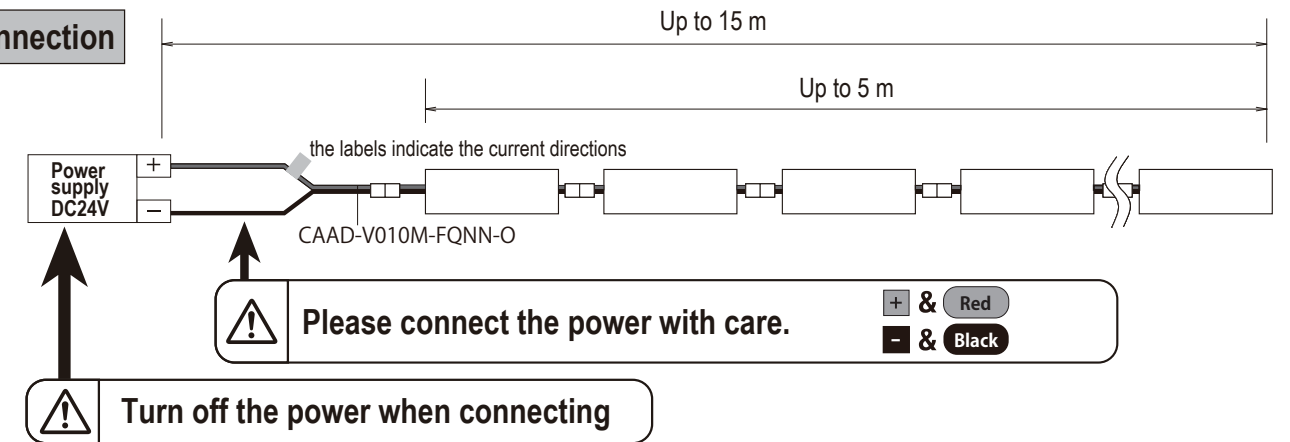 nnection
Up to 15 m
Up to 5 m
the labels indicate the current directions
Power
supply
DC24V
+
−
CAAD-V010M-FQNN-O
Please connect the power with care.
+ & Red
- & Black
Turn off the power when connecting